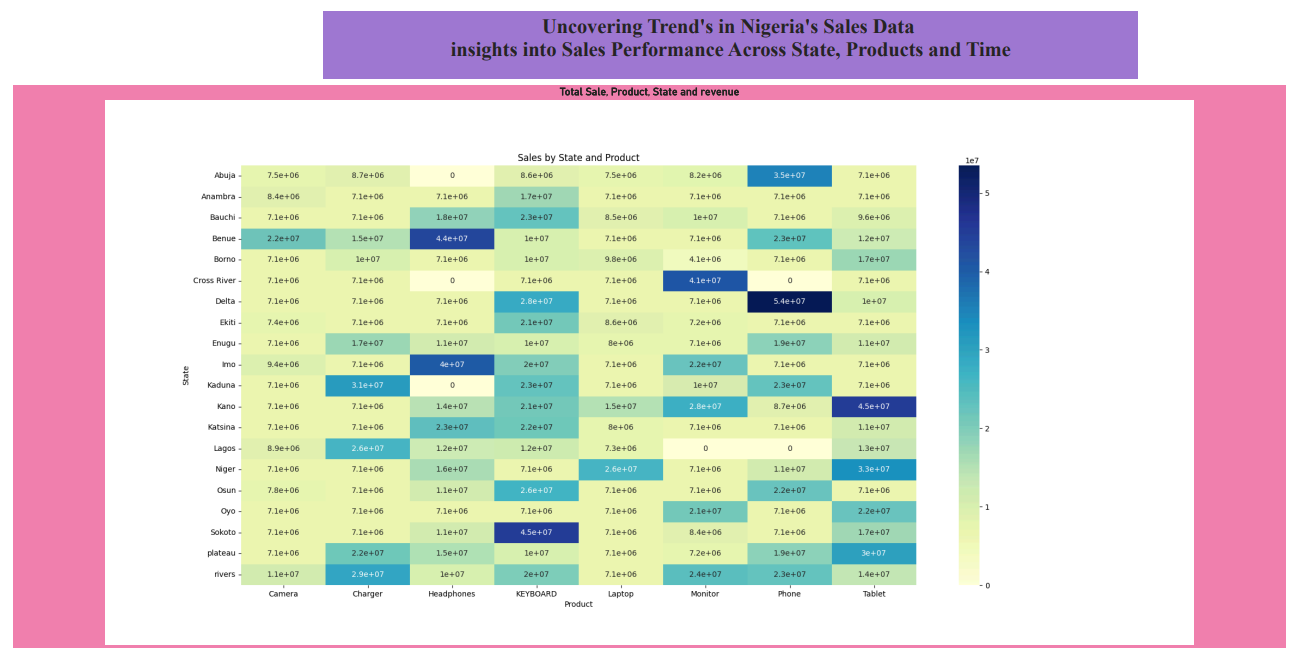 Uncovering Trend's in Nigeria's Sales Data
insights into Sales Performance Across State, Products and Time
Total Sale, Product, State and revenue
Sales by State and Product
1e7
Abuja 7.5e+06 8.7e+06 0 8.6e+06 7.5e+06 8.2e+06 3.5e+07 7.1e+06
Anambra 8.4e+06 7.1e+06 7.1e+06 1.7e+07 7.1e+06 7.1e+06 7.1e+06 7.1e+06
Bauchi 7.1e+06 7.1e+06 1.8e+07 2.3e+07 8.5e+06 1e+07 7.1e+06 9.6e+06
Benue 2.2e+07 1.5e+07 4.4e+07 1e+07 7.1e+06 7.1e+06 2.3e+07 1.2e+07
Borno 7.1e+06 1e+07 7.1e+06 1e+07 9.8e+06 4.1e+06 7.1e+06 1.7e+07
Cross River 7.1e+06 7.1e+06 0 7.1e+06 7.1e+06 4.1e+07 0 7.1e+06
Delta 7.1e+06 7.1e+06 7.1e+06 2.8e+07 7.1e+06 7.1e+06 5.4e+07 1e+07
Ekiti 7.4e+06 7.1e+06 7.1e+06 2.1e+07 8.6e+06 7.2e+06 7.1e+06 7.1e+06
Enugu 7.1e+06 1.7e+07 1.1e+07 1e+07 8e+06 7.1e+06 1.9e+07 1.1e+07
Imo 9.4e+06 7.1e+06 4e+07 2e+07 7.1e+06 2.2e+07 7.1e+06 7.1e+06
Kaduna 7.1e+06 3.1e+07 0 2.3e+07 7.1e+06 1e+07 2.3e+07 7.1e+06
Kano 7.1e+06 7.1e+06 1.4e+07 2.1e+07 1.5e+07 2.8e+07 8.7e+06 4.5e+07
Katsina 7.1e+06 7.1e+06 2.3e+07 2.2e+07 8e+06 7.1e+06 7.1e+06 1.1e+07
Lagos 8.9e+06 2.6e+07 1.2e+07 1.2e+07 7.3e+06 0 0 1.3e+07
Niger 7.1e+06 7.1e+06 1.6e+07 7.1e+06 2.6e+07 7.1e+06 1.1e+07 3.3e+07
Osun 7.8e+06 7.1e+06 1.1e+07 2.6e+07 7.1e+06 7.1e+06 2.2e+07 7.1e+06
Oyo 7.1e+06 7.1e+06 7.1e+06 7.1e+06 7.1e+06 2.1e+07 7.1e+06 2.2e+07
Sokoto 7.1e+06 7.1e+06 1.1e+07 4.5e+07 7.1e+06 8.4e+06 7.1e+06 1.7e+07
plateau 7.1e+06 2.2e+07 1.5e+07 1e+07 7.1e+06 7.2e+06 1.9e+07 3e+07
rivers 1.1e+07 2.9e+07 1e+07 2e+07 7.1e+06 2.4e+07 2.3e+07 1.4e+07
State
Camera Charger Headphones KEYBOARD Laptop Monitor Phone Tablet
Product
5
4
3
2
1
0